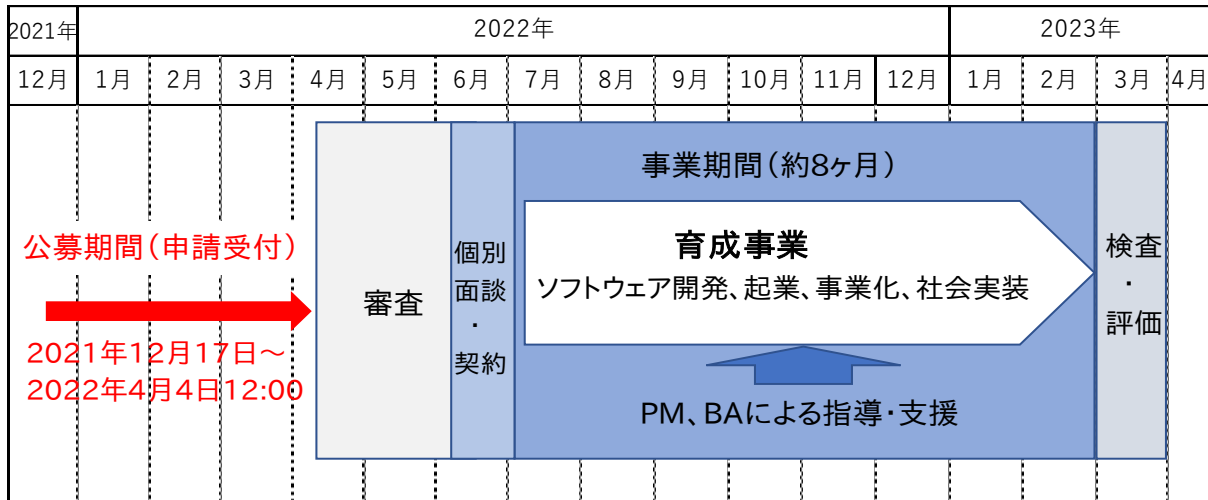 2021年 2022年 2023年
12月 1月 2月 3月 4月 5月 6月 7月 8月 9月 10月 11月 12月 1月 2月 3月 4月
公募期間(申請受付)
2021年12月17日～
2022年4月4日12:00
審査
個別
面談
・
契約
事業期間(約8ヶ月)
育成事業
ソフトウェア開発、起業、事業化、社会実装
PM、BAによる指導・支援
検査
・
評価